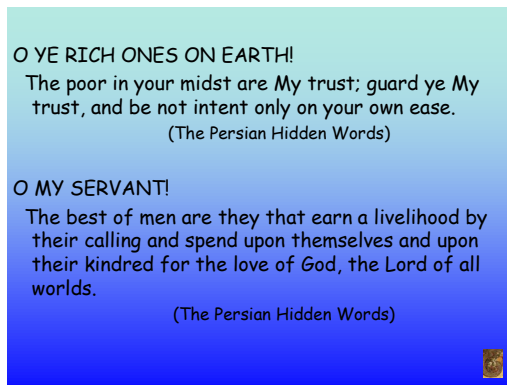 O YE RICH ONES ON EARTH!
The poor in your midst are My trust; guard ye My
trust, and be not intent only on your own ease.
(The Persian Hidden Words)
O MY SERVANT!
The best of men are they that earn a livelihood by
their calling and spend upon themselves and upon
their kindred for the love of God, the Lord of all
worlds.
(The Persian Hidden Words)